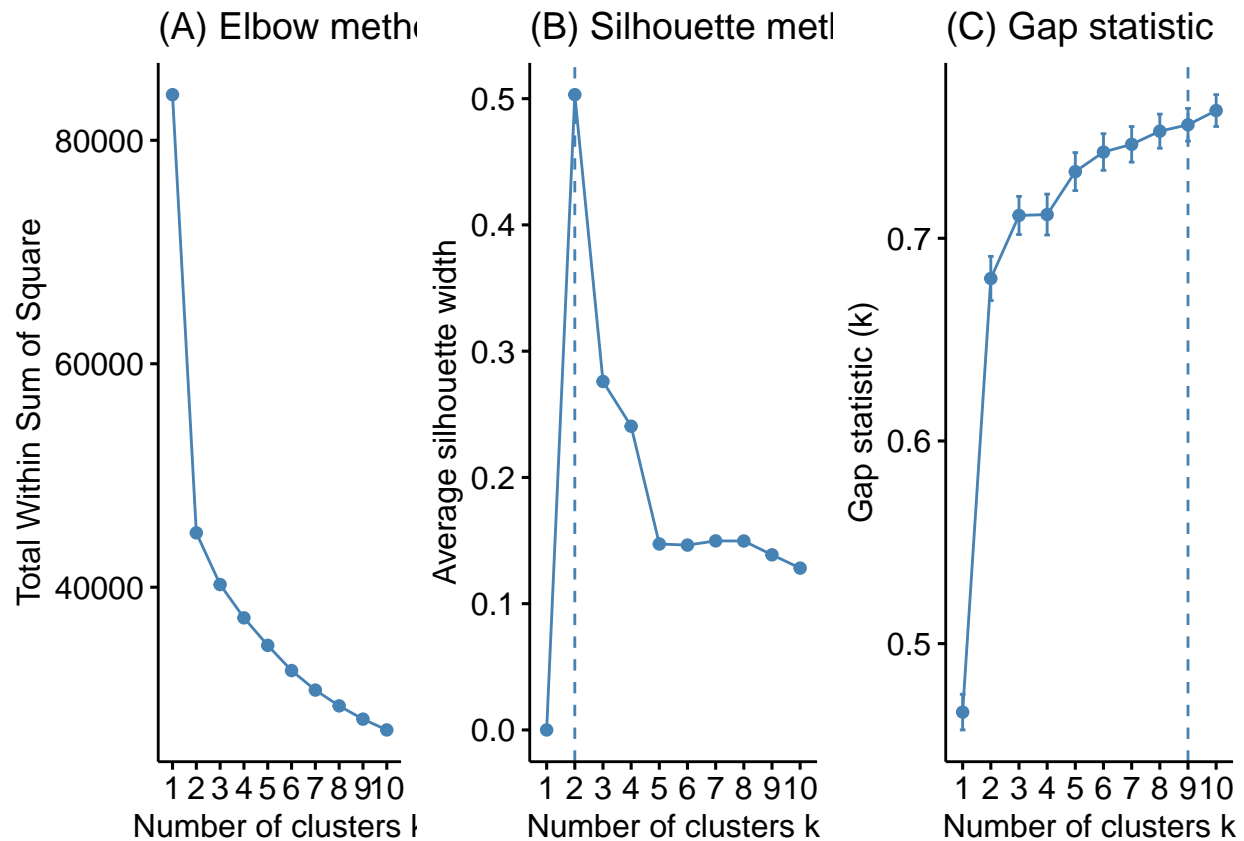 (A) Elbow meth
(B) Silhouette met
(C) Gap statistic
Total Within Sum of Square
80000
60000
40000
1 2 3 4 5 6 7 8 9 10
Number of clusters k
Average silhouette width
0.5
0.4
0.3
0.2
0.1
0.0
1 2 3 4 5 6 7 8 9 10
Number of clusters k
Gap statistic (k)
0.7
0.6
0.5
1 2 3 4 5 6 7 8 9 10
Number of clusters k